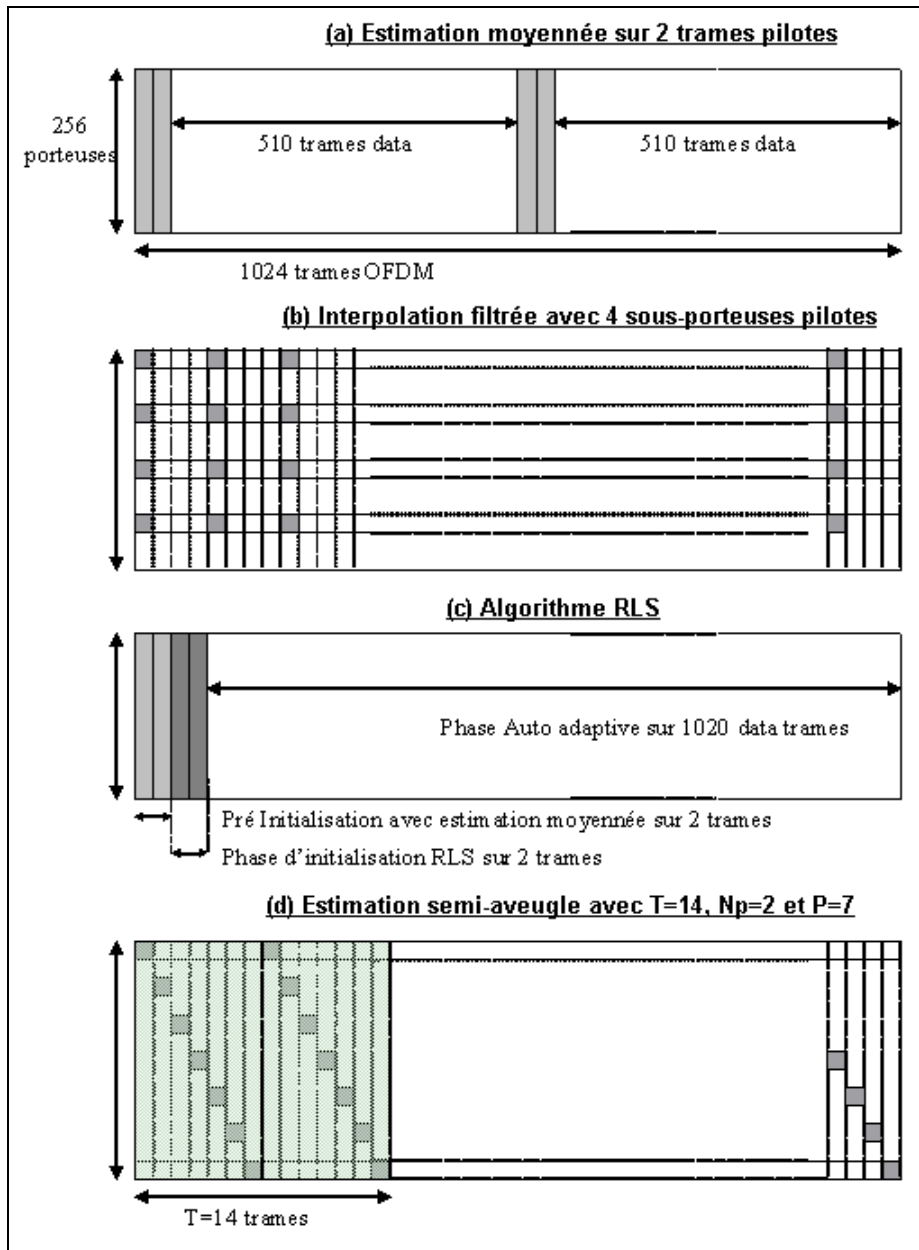 (a) Estimation moyennée sur 2 trames pilotes
256
porteuses
510 trames data
510 trames data
1024 trames OFDM
(b) Interpolation filtrée avec 4 sous-porteuses pilotes
(c) Algorithme RLS
Phase Auto adaptive sur 1020 data trames
Pré Initialisation avec estimation moyennée sur 2 trames
Phase d'initialisation RLS sur 2 trames
(d) Estimation semi-aveugle avec T=14, Np=2 et P=7
T=14 trames